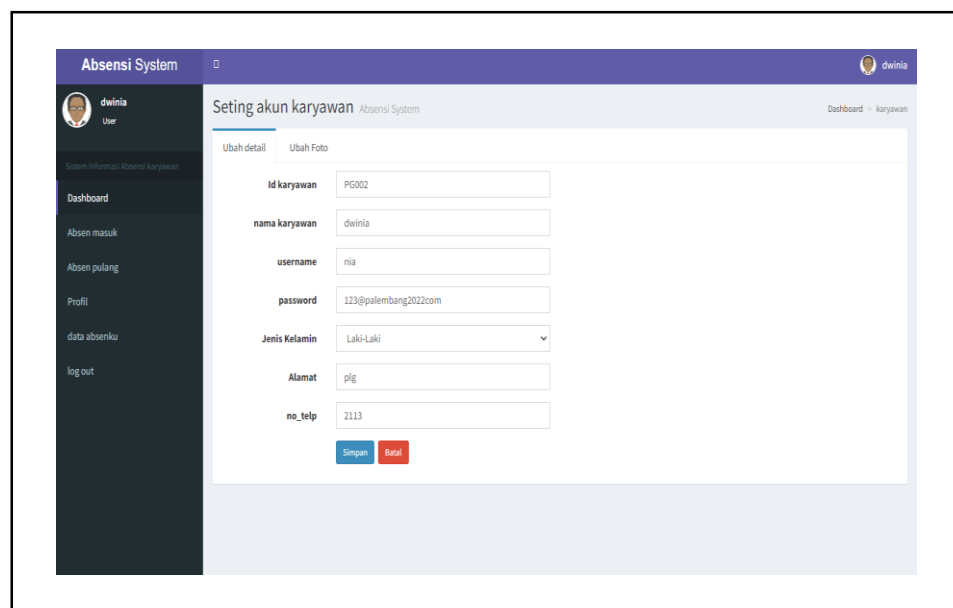 Absensi System
dwinia
dwinia
User
Sistem Informasi Absensi karyawan
Dashboard
Absen masuk
Absen pulang
Profil
data absenku
log out
Seting akun karyawan Absensi System
Dashboard > karyawan
Ubah detail Ubah Foto
Id karyawan PG002
nama karyawan dwinia
username nia
password 123@palembang2022com
Jenis Kelamin Laki-Laki
Alamat plg
no_telp 2113
Simpan Batal